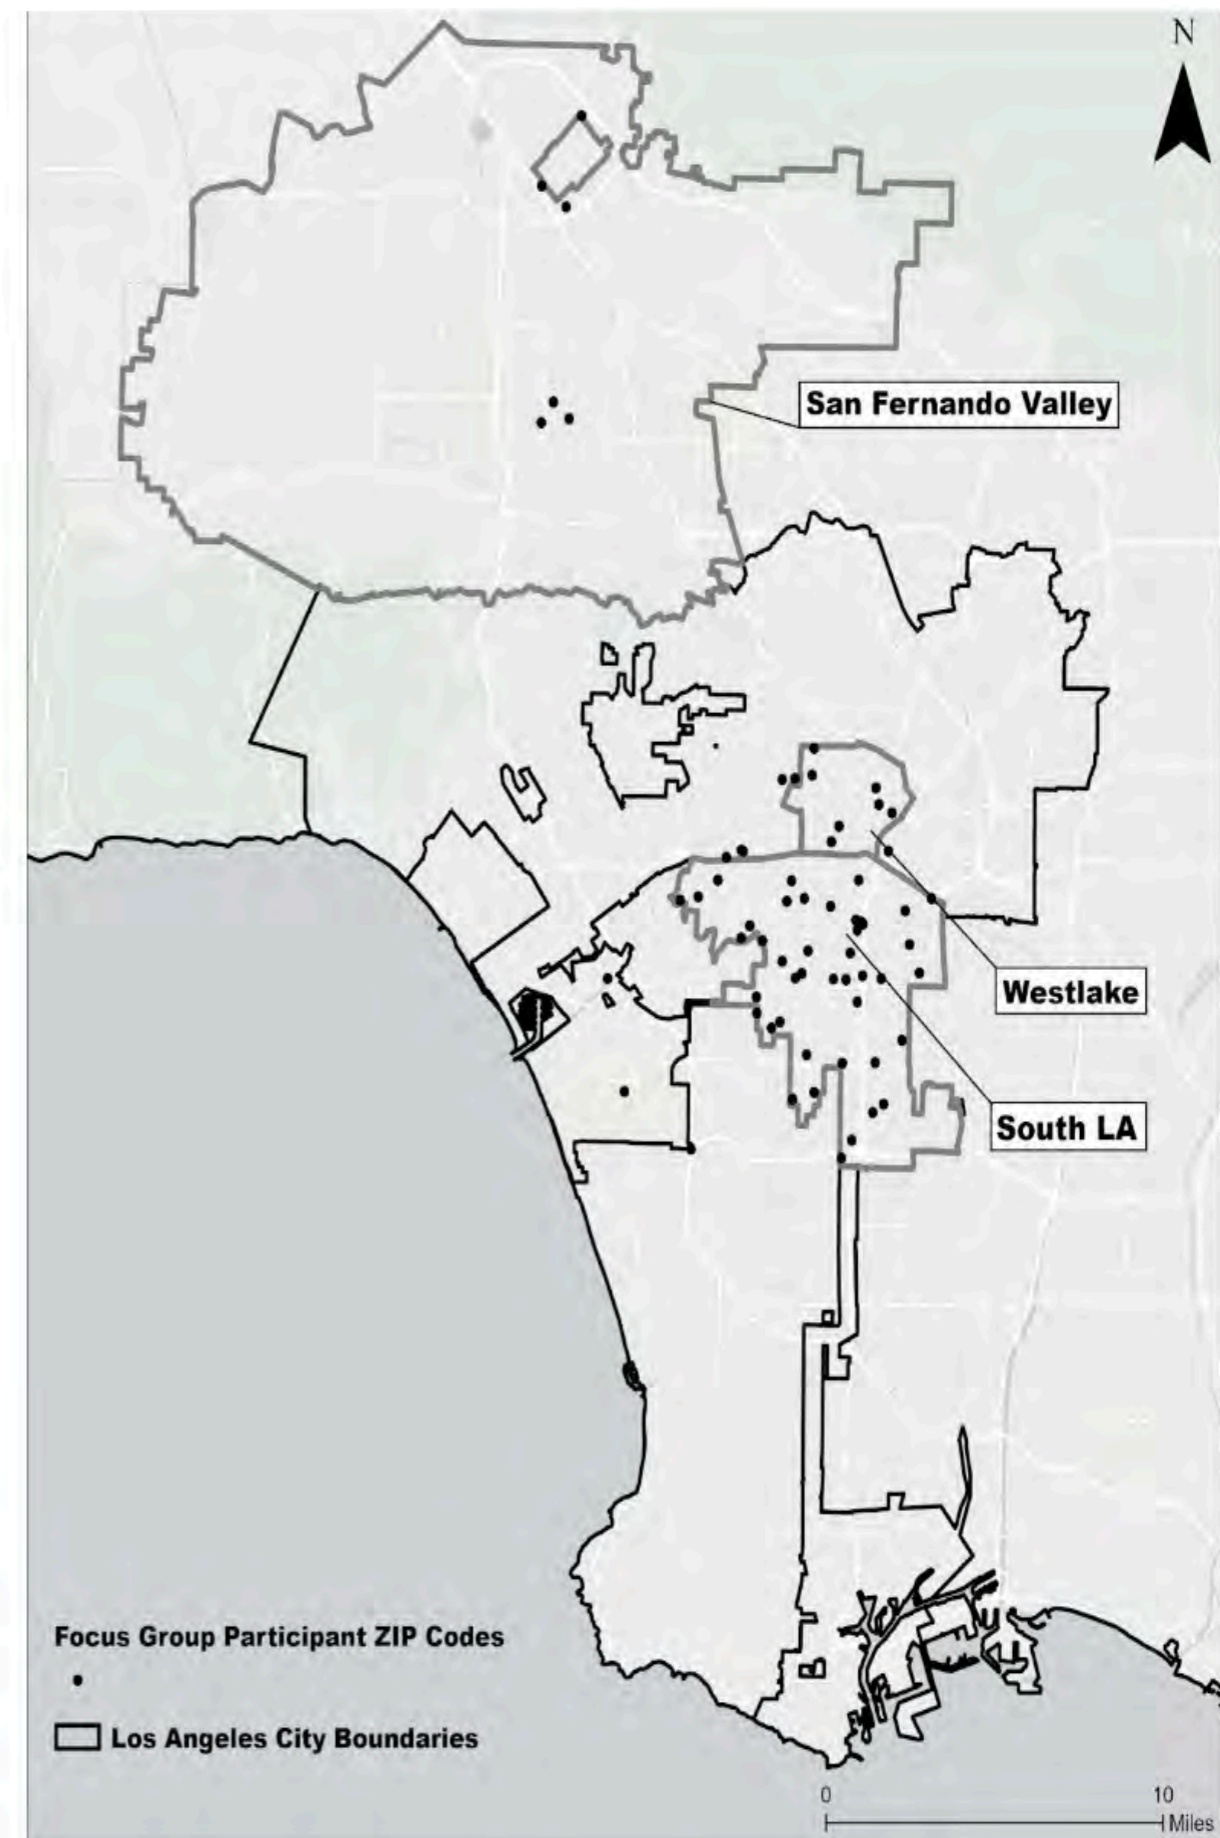 N
San Fernando Valley
Westlake
South LA
Focus Group Participant ZIP Codes
Los Angeles City Boundaries
0 10
Miles